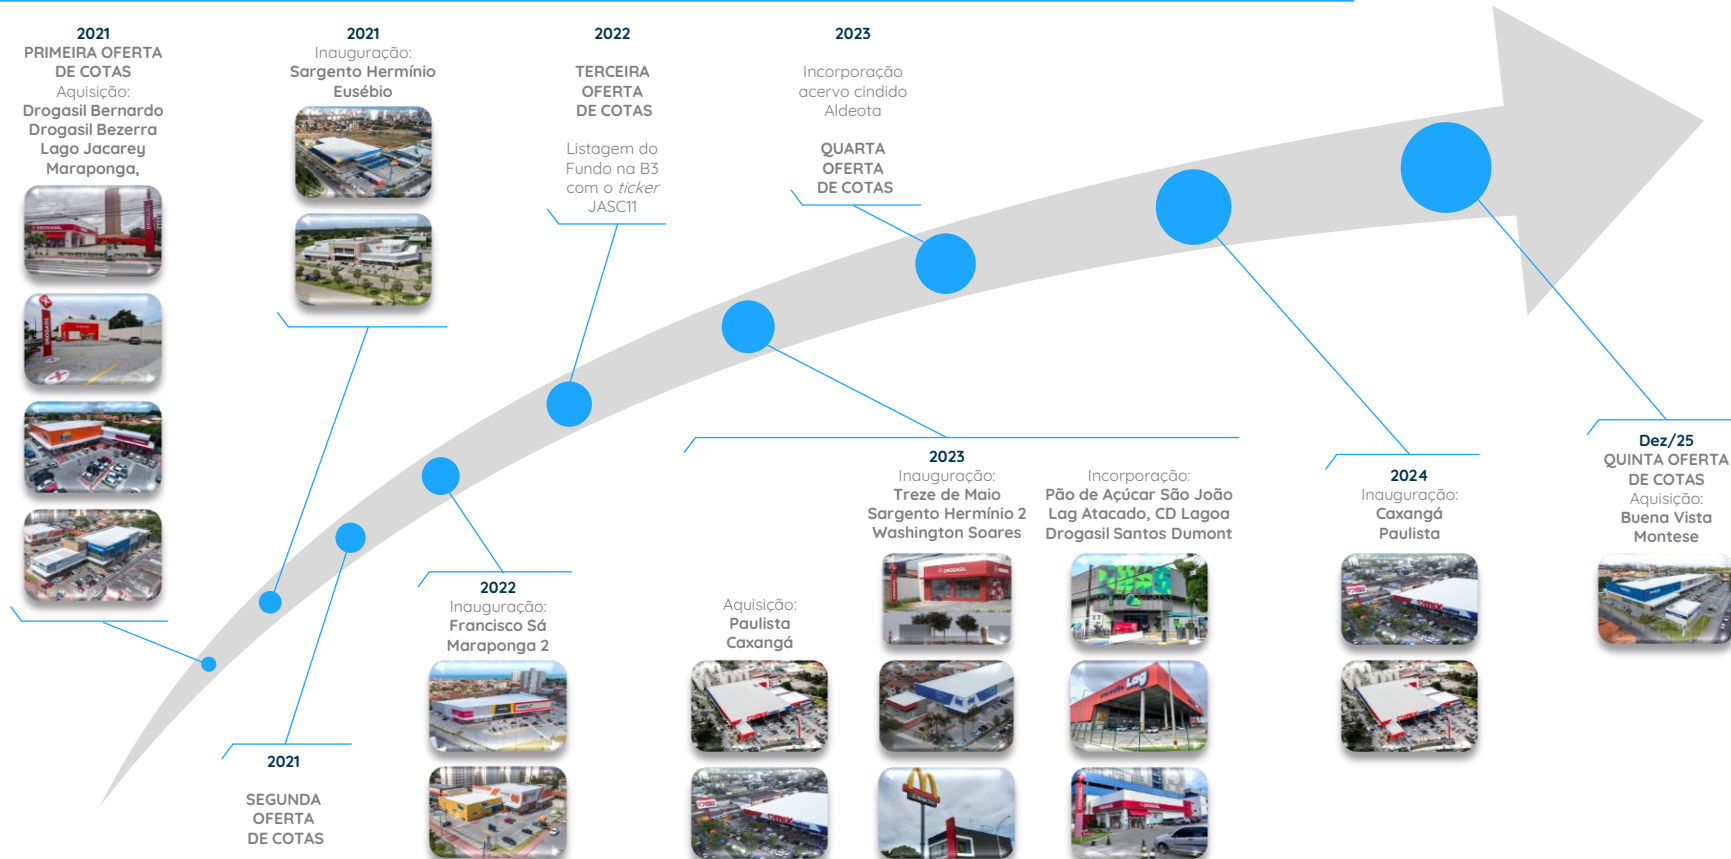 2021
PRIMEIRA OFERTA
DE COTAS
Aquisição:
Drogasil Bernardo
Drogasil Bezerra
Lago Jacarey
Maraponga,
2021
Inauguração:
Sargento Hermínio
Eusébio
2022
TERCEIRA
OFERTA
DE COTAS
Listagem do
Fundo na B3
com o ticker
JASC11
2023
Incorporação
acervo cindido
Aldeota
QUARTA
OFERTA
DE COTAS
2021
SEGUNDA
OFERTA
DE COTAS
2022
Inauguração:
Francisco Sá
Maraponga 2
2023
Aquisição:
Paulista
Caxangá
Inauguração:
Treze de Maio
Sargento Hermínio 2
Washington Soares
Incorporação:
Pão de Açúcar São João
Lag Atacado, CD Lagoa
Drogasil Santos Dumont
Lag
2024
Inauguração:
Caxangá
Paulista
Dez/25
QUINTA OFERTA
DE COTAS
Aquisição:
Buena Vista
Montese